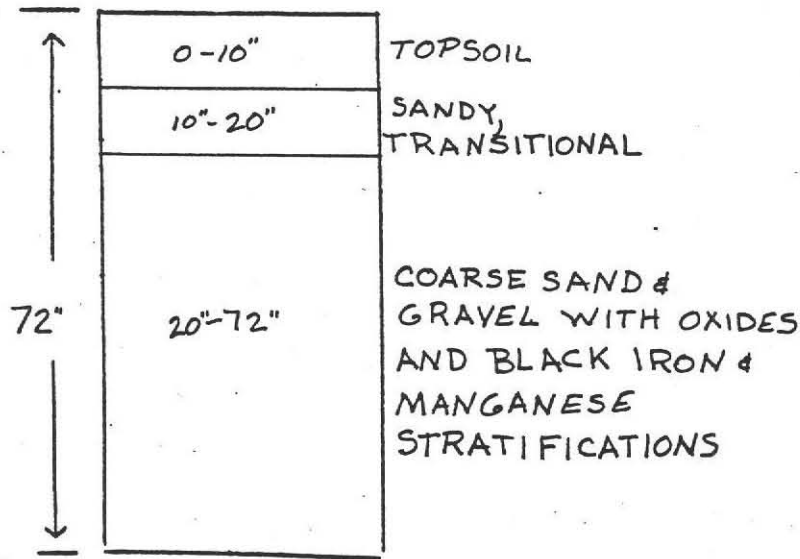 0-10" TOPSOIL
10"-20" SANDY,
TRANSITIONAL
72" 20"-72" COARSE SAND &
GRAVEL WITH OXIDES
AND BLACK IRON &
MANGANESE
STRATIFICATIONS